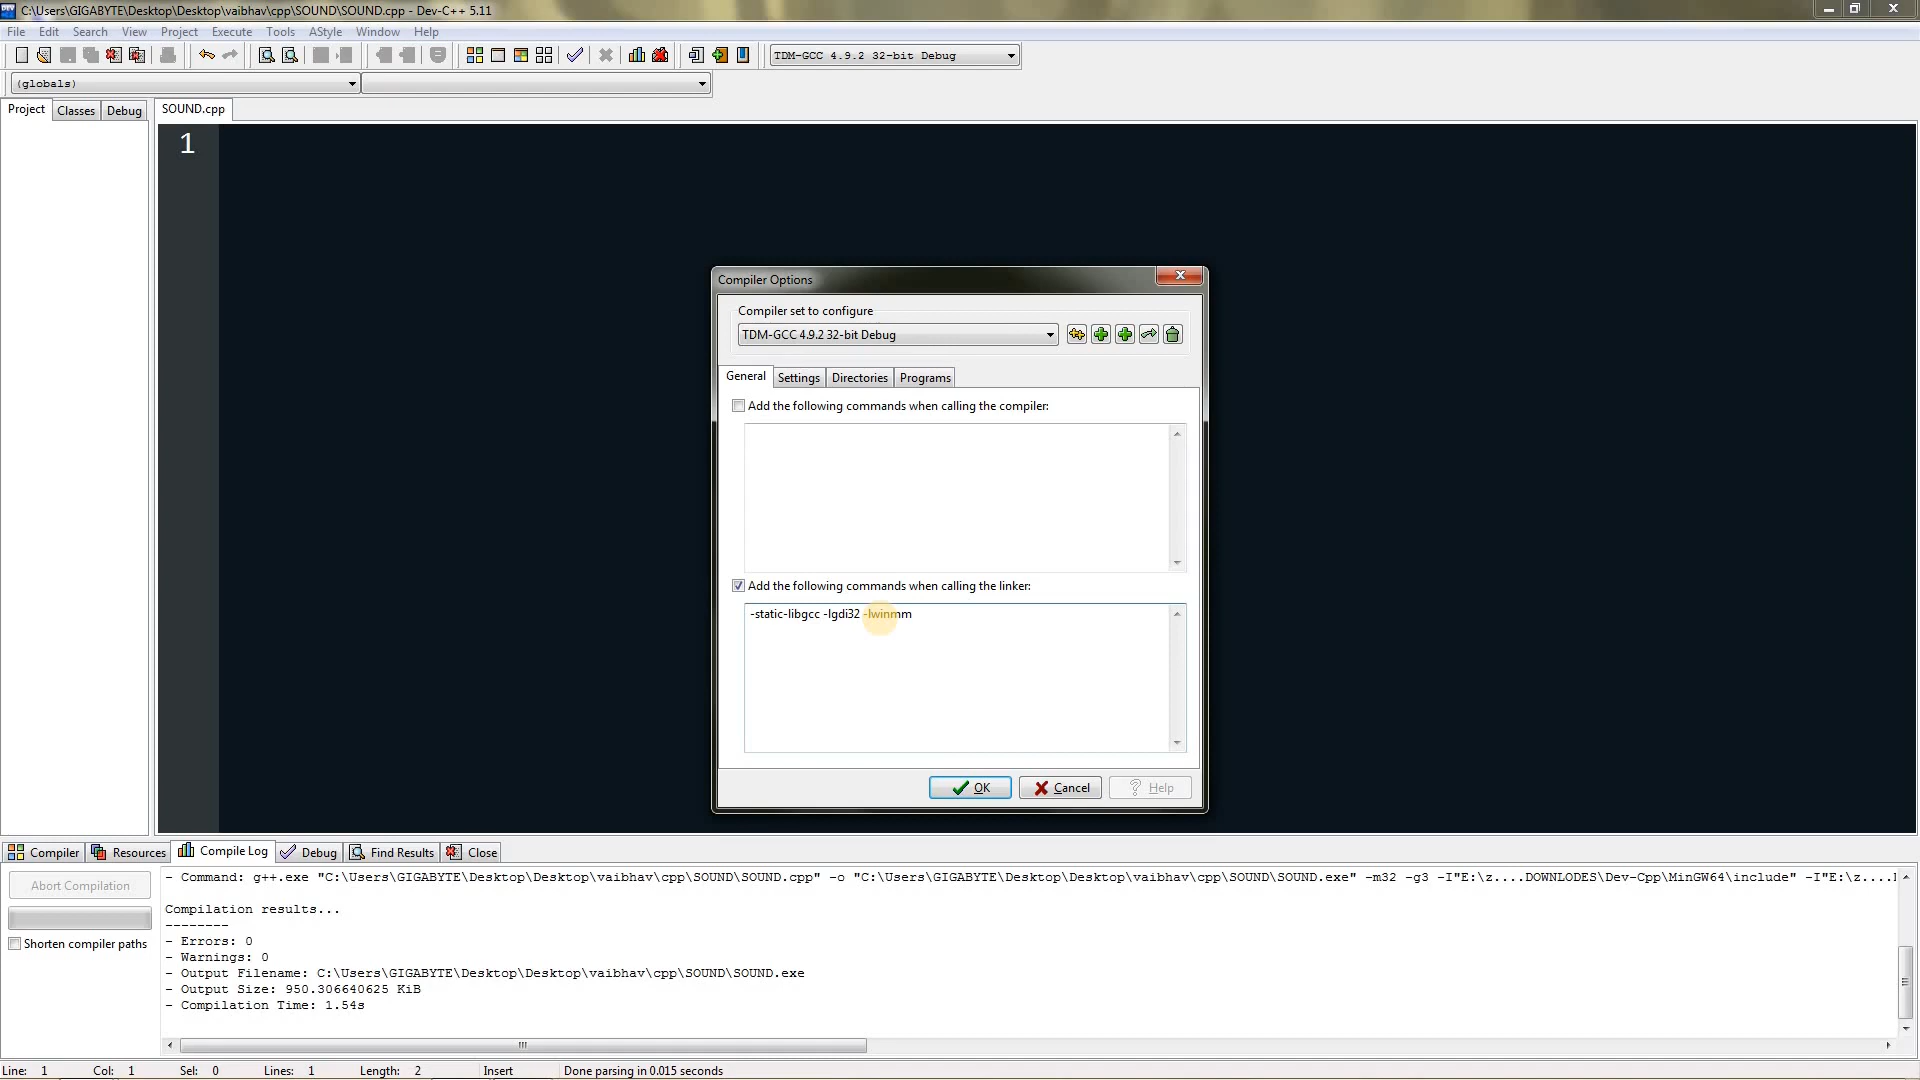 C:\Users\GIGABYTE\Desktop\Desktop\vaibhav\cpp\SOUND\SOUND.cpp - Dev-C++ 5.11
File Edit Search View Project Execute Tools AStyle Window Help
TDM-GCC 4.9.2 32-bit Debug
(globals)
Project Classes Debug SOUND.cpp
1
Compiler Options
Compiler set to configure
TDM-GCC 4.9.2 32-bit Debug
General Settings Directories Programs
Add the following commands when calling the compiler:
Add the following commands when calling the linker:
-static-libgcc -lgdi32 -lwinmm
OK Cancel Help
Compiler Resources Compile Log Debug Find Results Close
Abort Compilation
Shorten compiler paths
- Command: g++.exe "C:\Users\GIGABYTE\Desktop\Desktop\vaibhav\cpp\SOUND\SOUND.cpp" -o "C:\Users\GIGABYTE\Desktop\Desktop\vaibhav\cpp\SOUND\SOUND.exe" -m32 -g3 -I"E:\z....DOWNLODES\Dev-Cpp\MinGW64\include" -I"E:\z....
Compilation results...
--------
- Errors: 0
- Warnings: 0
- Output Filename: C:\Users\GIGABYTE\Desktop\Desktop\vaibhav\cpp\SOUND\SOUND.exe
- Output Size: 950.306640625 KiB
- Compilation Time: 1.54s
Line: 1 Col: 1 Sel: 0 Lines: 1 Length: 2 Insert Done parsing in 0.015 seconds